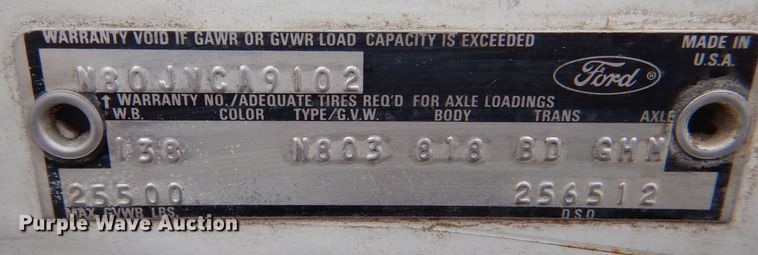 WARRANTY VOID IF GAWR OR GVWR LOAD CAPACITY IS EXCEEDED
MADE IN
U.S.A.
N80JVCA9102
Ford ®
↑ WARRANTY NO./ADEQUATE TIRES REQ'D FOR AXLE LOADINGS
W.B. COLOR TYPE/G.V.W. BODY TRANS AXLE
138 N803 818 BD GHM
25500 256512
MAX. GVWR LBS. D.S.O.
Purple Wave Auction